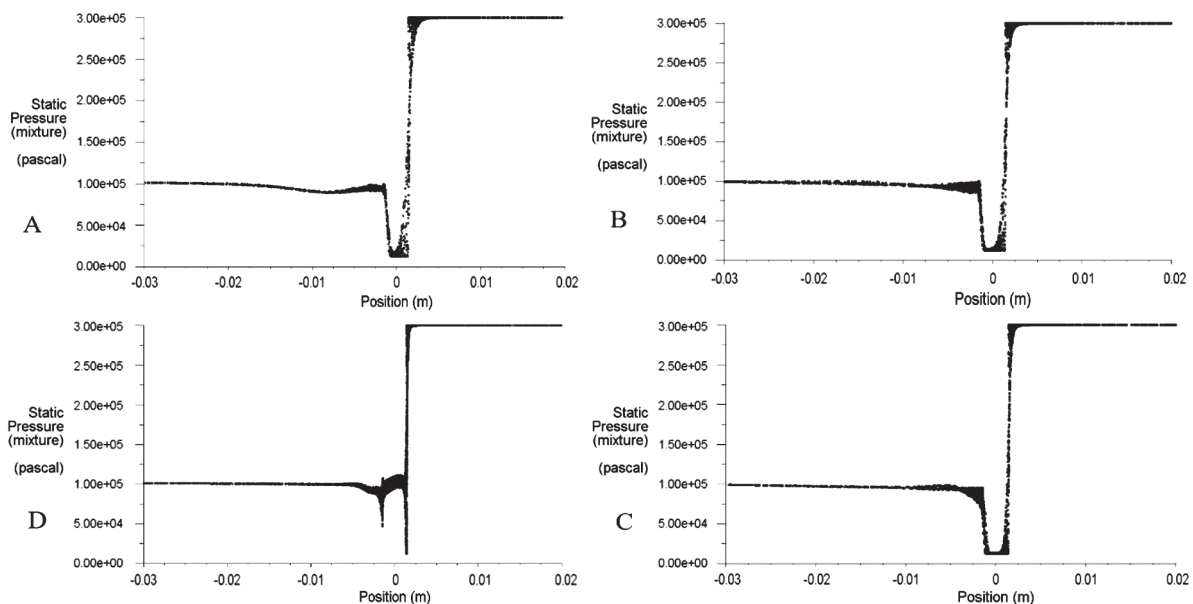 3.00e+05
2.50e+05
2.00e+05
Static
Pressure
(mixture)
1.50e+05
(pascal)
1.00e+05
5.00e+04
0.00e+00
A
-0.03
-0.02
-0.01
0
0.01
0.02
Position (m)
3.00e+05
2.50e+05
2.00e+05
Static
Pressure
(mixture)
1.50e+05
(pascal)
1.00e+05
5.00e+04
0.00e+00
B
-0.03
-0.02
-0.01
0
0.01
0.02
Position (m)
3.00e+05
2.50e+05
2.00e+05
Static
Pressure
(mixture)
1.50e+05
(pascal)
1.00e+05
5.00e+04
0.00e+00
D
-0.03
-0.02
-0.01
0
0.01
0.02
Position (m)
3.00e+05
2.50e+05
2.00e+05
Static
Pressure
(mixture)
1.50e+05
(pascal)
1.00e+05
5.00e+04
0.00e+00
C
-0.03
-0.02
-0.01
0
0.01
0.02
Position (m)